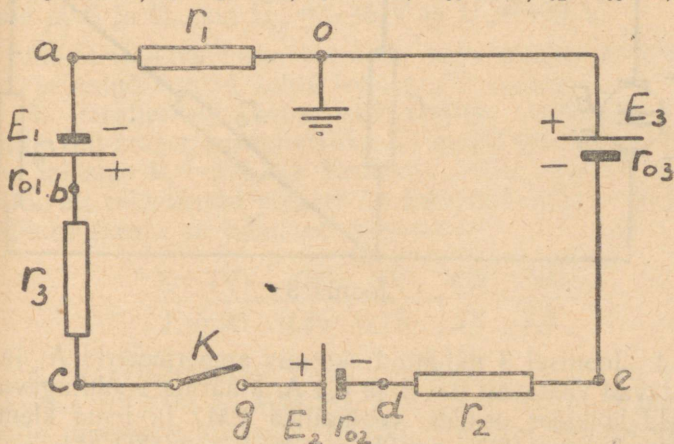 r₁ o
a
E₁ −
+
r₀₁ b
+ E₃
− r₀₃
r₃
K
c + − e
g d
E₂ r₀₂ r₂